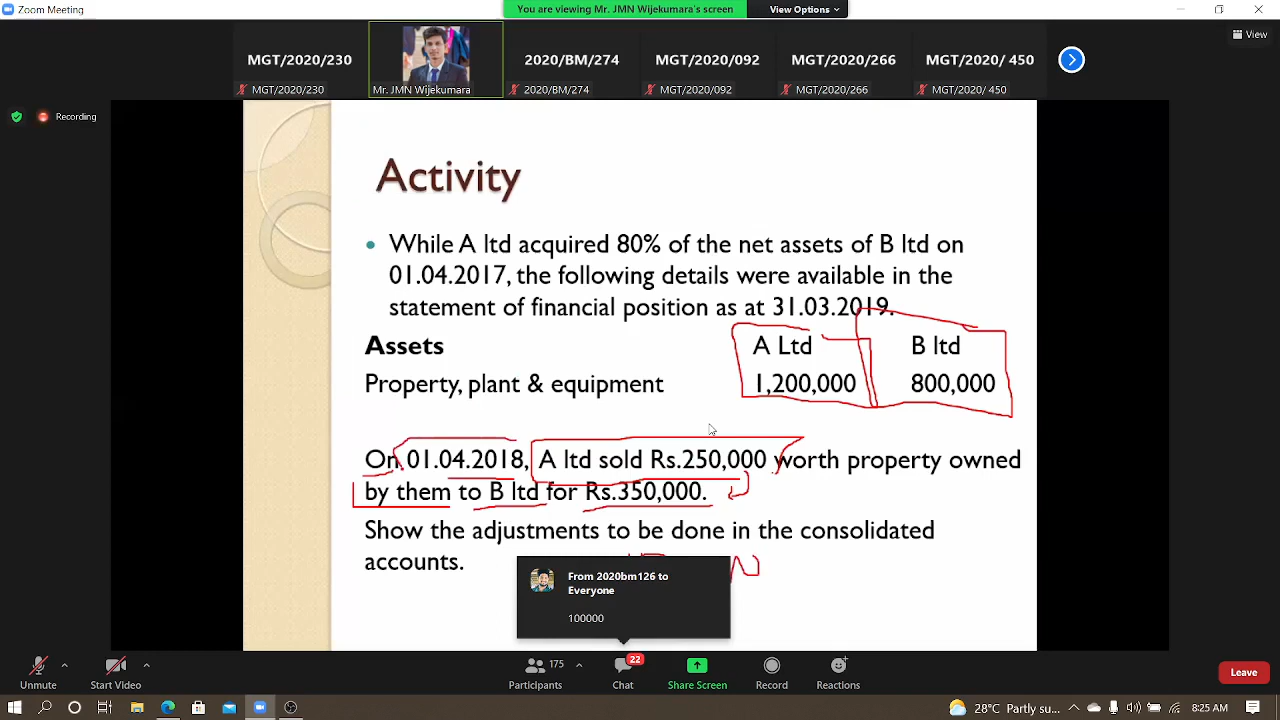 Zoom Meeting
You are viewing Mr. JMN Wijekumara's screen
View Options
View
MGT/2020/230
2020/BM/274
MGT/2020/092
MGT/2020/266
MGT/2020/ 450
MGT/2020/230
Mr. JMN Wijekumara
2020/BM/274
MGT/2020/092
MGT/2020/266
MGT/2020/ 450
Recording
Activity
• While A ltd acquired 80% of the net assets of B ltd on
01.04.2017, the following details were available in the
statement of financial position as at 31.03.2019.
Assets A Ltd B ltd
Property, plant & equipment 1,200,000 800,000
On 01.04.2018, A ltd sold Rs.250,000 worth property owned
by them to B ltd for Rs.350,000.
Show the adjustments to be done in the consolidated
accounts.
From 2020bm126 to
Everyone
100000
Unmute
Start Video
175
Participants
22
Chat
Share Screen
Record
Reactions
Leave
28°C Partly su...
8:25 AM